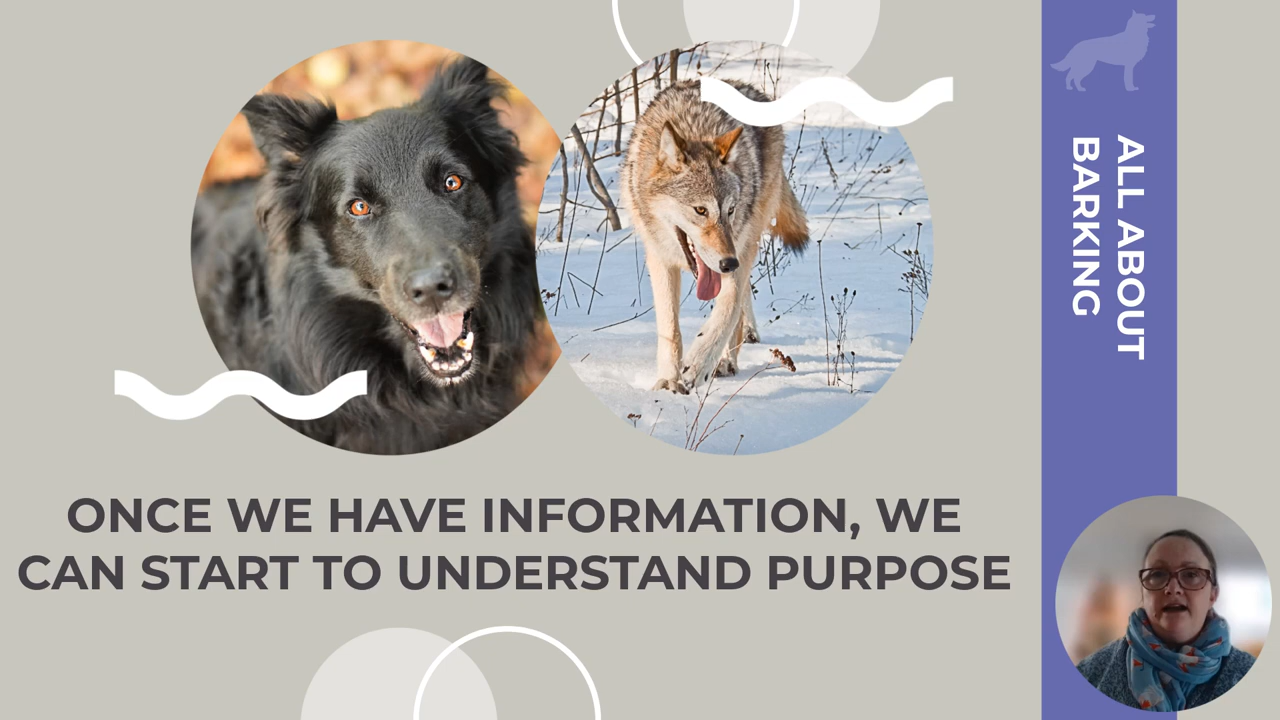 ONCE WE HAVE INFORMATION, WE
CAN START TO UNDERSTAND PURPOSE
ALL ABOUT
BARKING